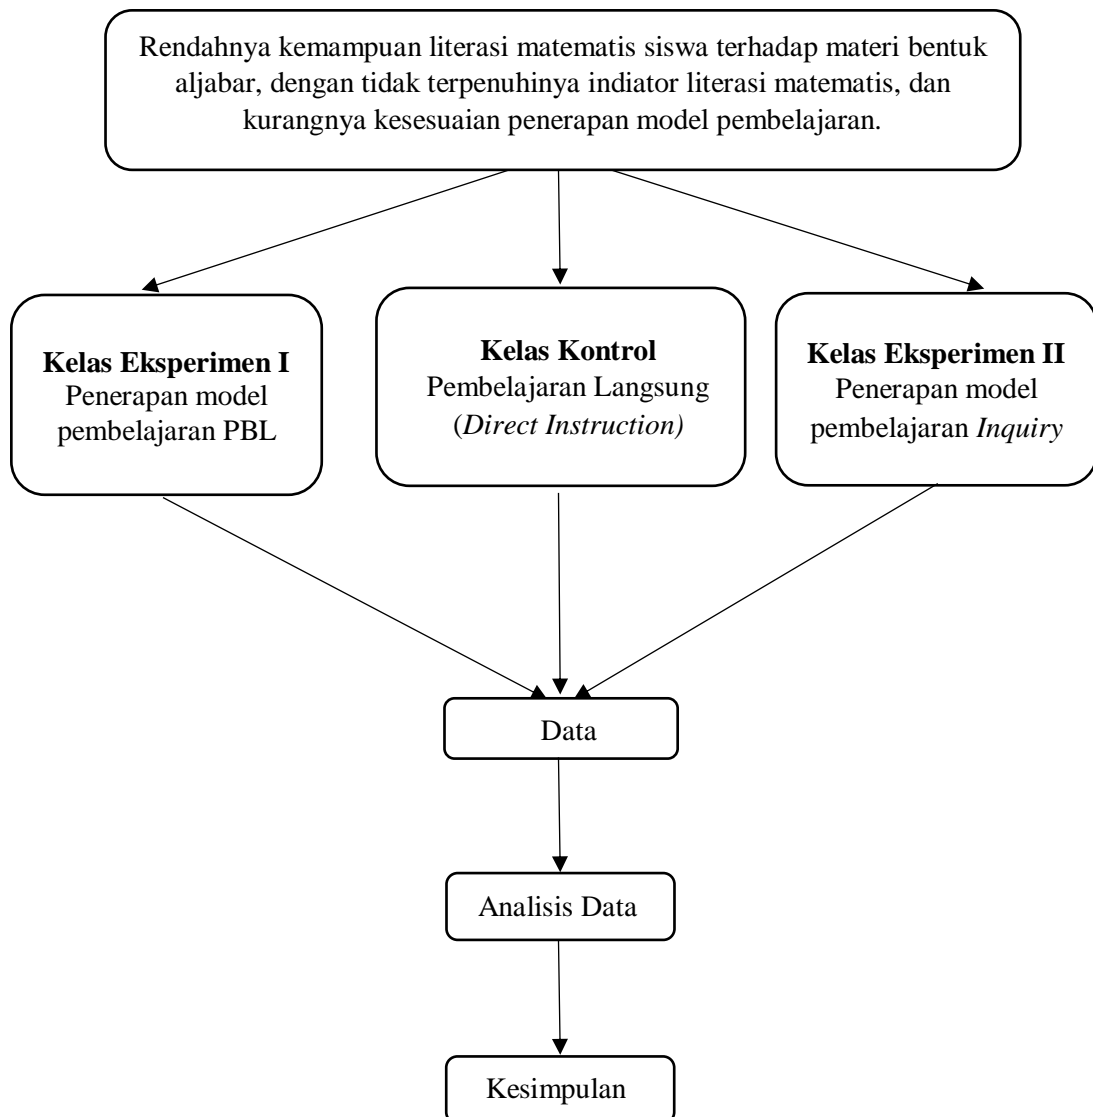 Rendahnya kemampuan literasi matematis siswa terhadap materi bentuk
aljabar, dengan tidak terpenuhinya indiator literasi matematis, dan
kurangnya kesesuaian penerapan model pembelajaran.
Kelas Eksperimen I
Penerapan model
pembelajaran PBL
Kelas Kontrol
Pembelajaran Langsung
(Direct Instruction)
Kelas Eksperimen II
Penerapan model
pembelajaran Inquiry
Data
Analisis Data
Kesimpulan